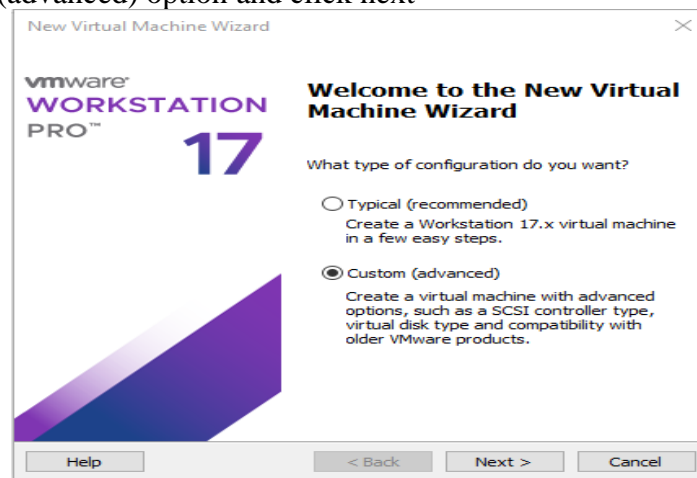 (advanced) option and click next
New Virtual Machine Wizard
vmware®
WORKSTATION
PRO™
17
Welcome to the New Virtual
Machine Wizard
What type of configuration do you want?
Typical (recommended)
Create a Workstation 17.x virtual machine
in a few easy steps.
Custom (advanced)
Create a virtual machine with advanced
options, such as a SCSI controller type,
virtual disk type and compatibility with
older VMware products.
Help
< Back
Next >
Cancel